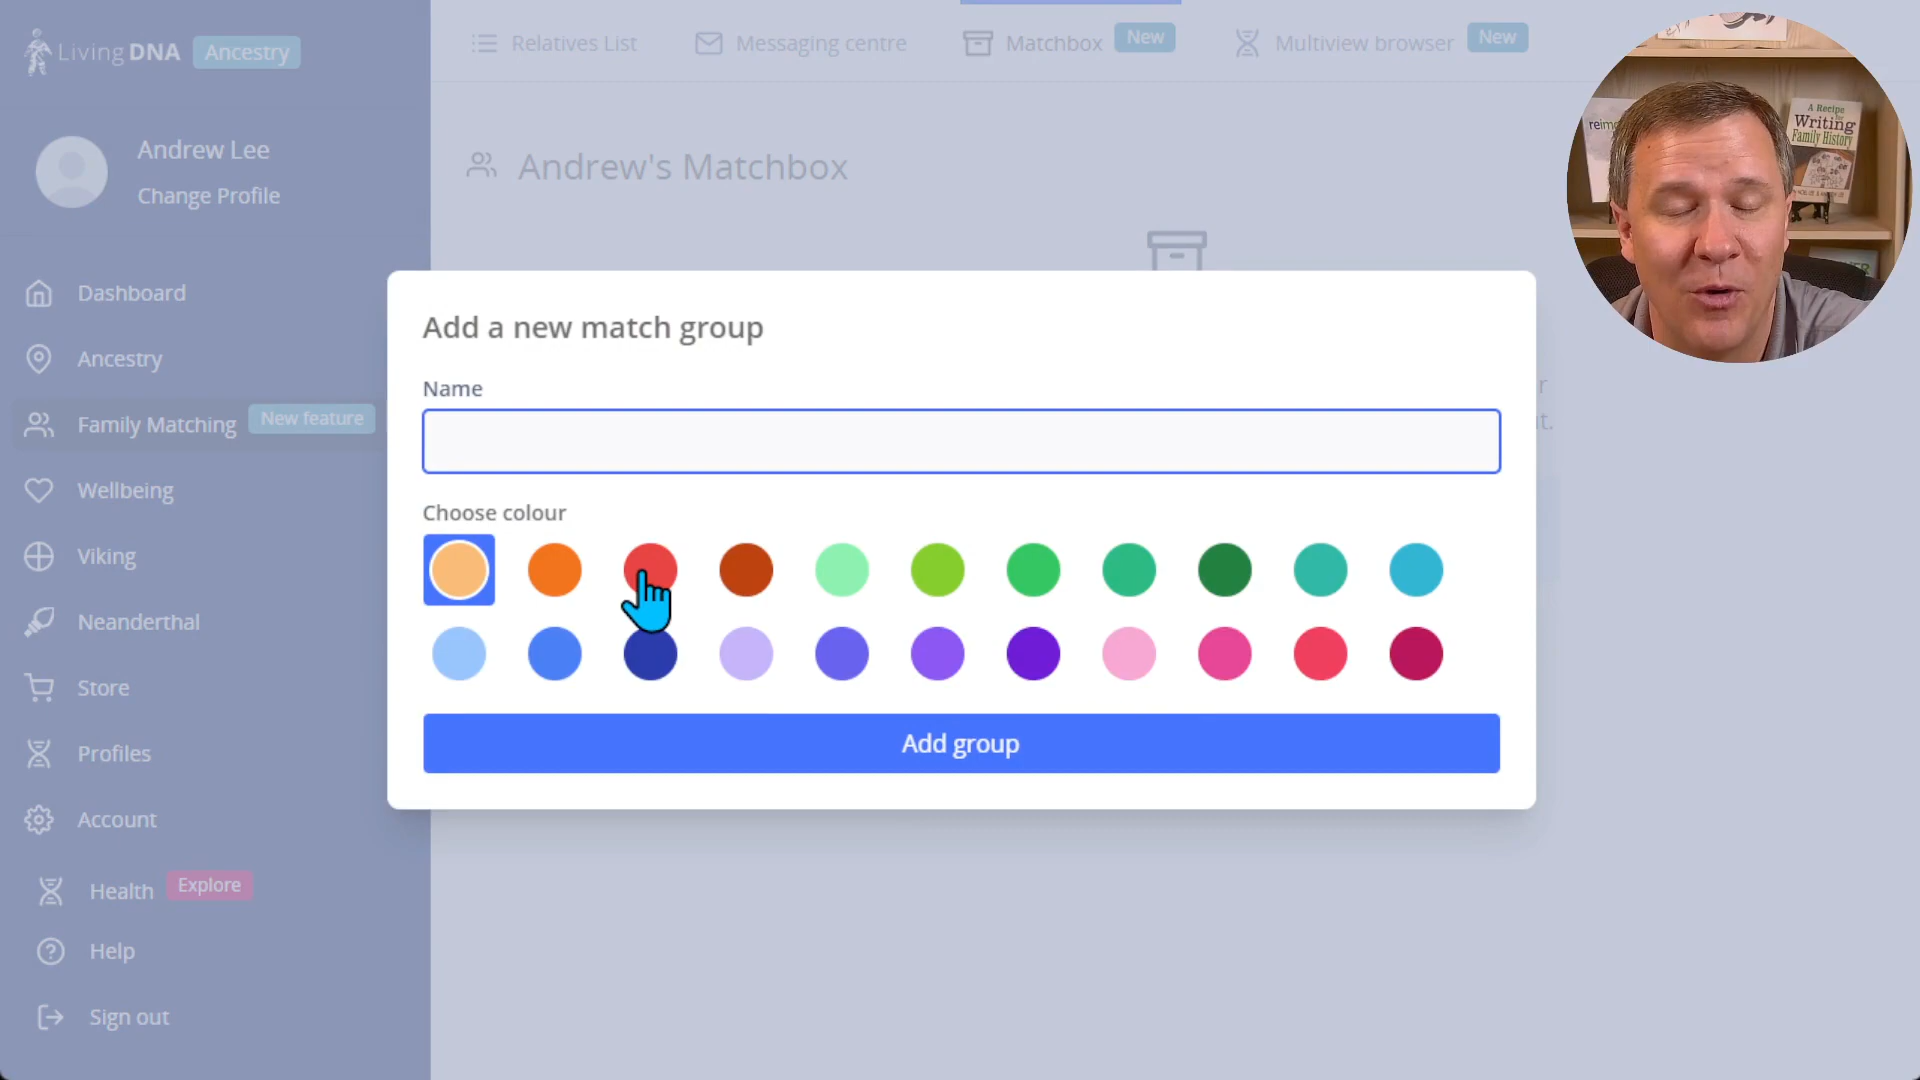 Living DNA Ancestry
Relatives List
Messaging centre
Matchbox New
Multiview browser New
Andrew Lee
Change Profile
Andrew's Matchbox
A Recipe
for
Writing
Family History
Dashboard
Ancestry
Family Matching New feature
Wellbeing
Viking
Neanderthal
Store
Profiles
Account
Health Explore
Help
Sign out
Add a new match group
Name
Choose colour
Add group